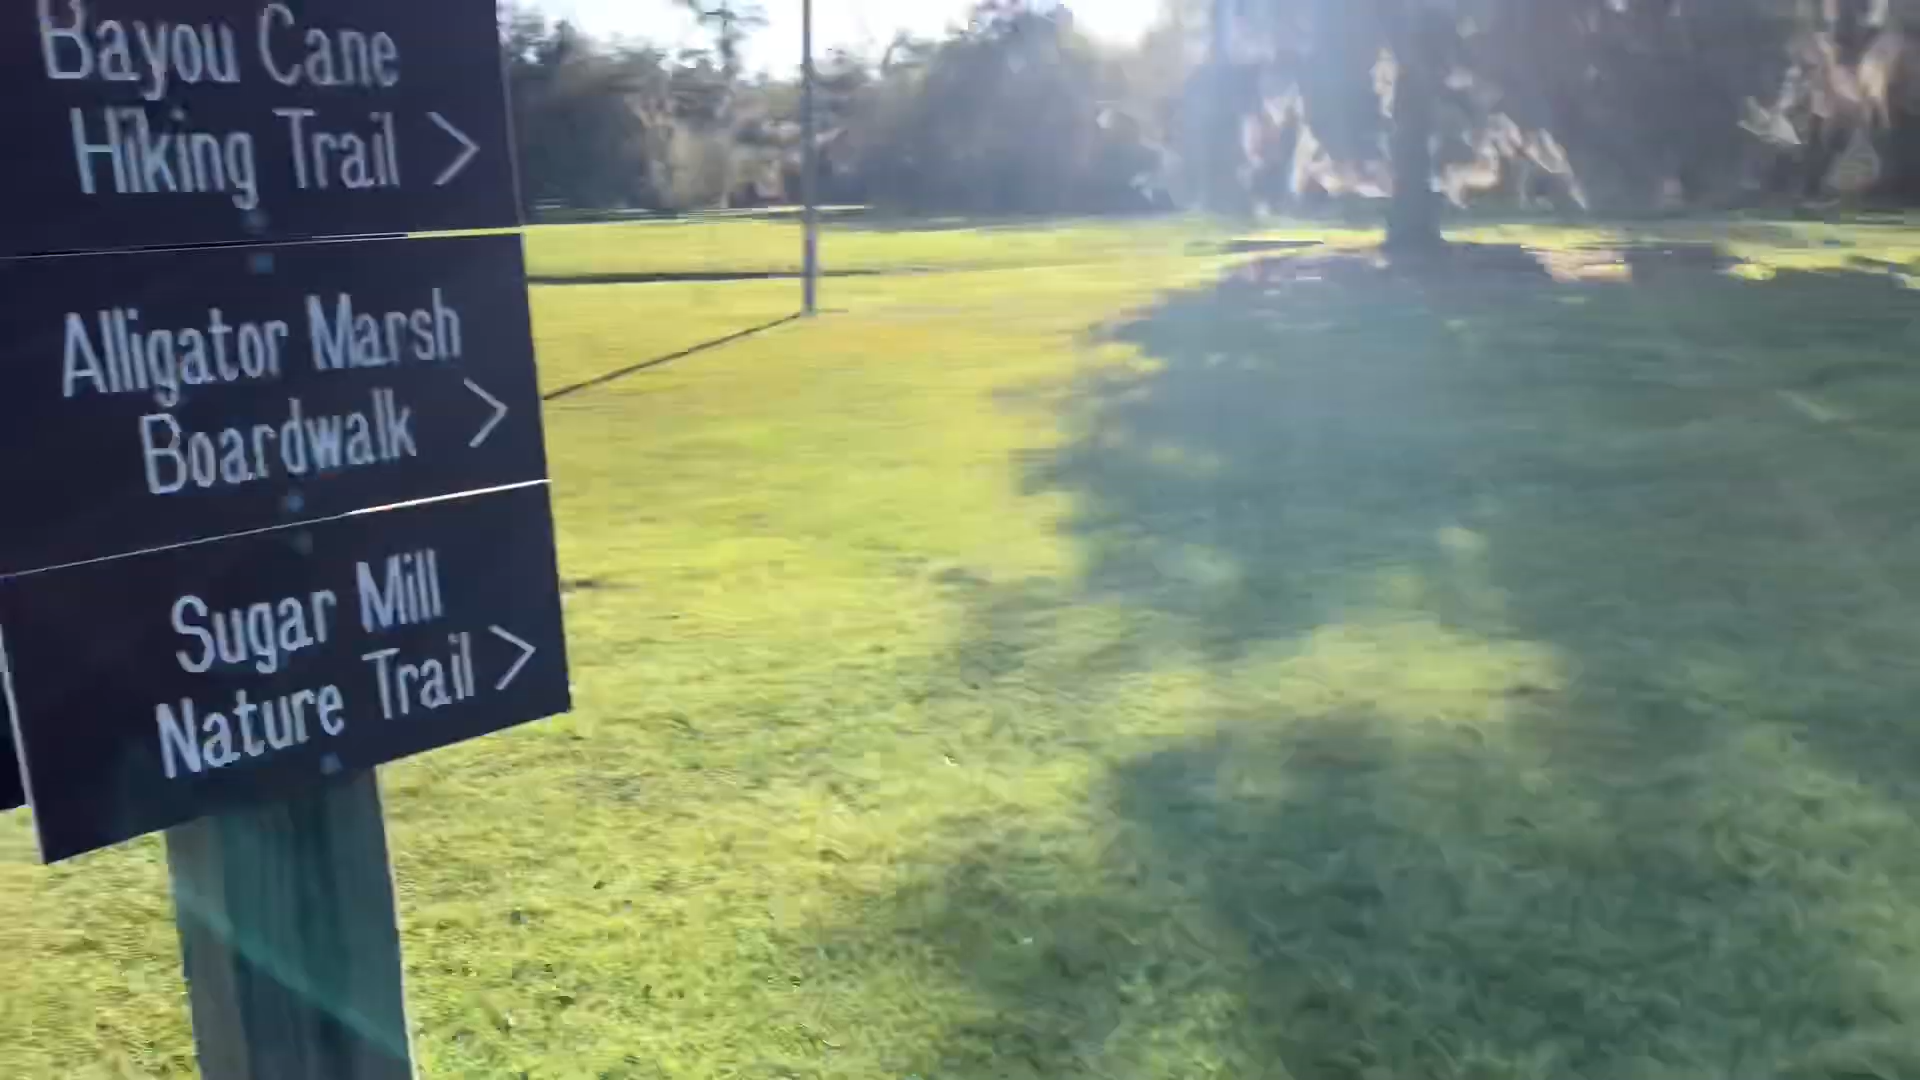 Bayou Cane
Hiking Trail >
Alligator Marsh
Boardwalk >
Sugar Mill
Nature Trail >